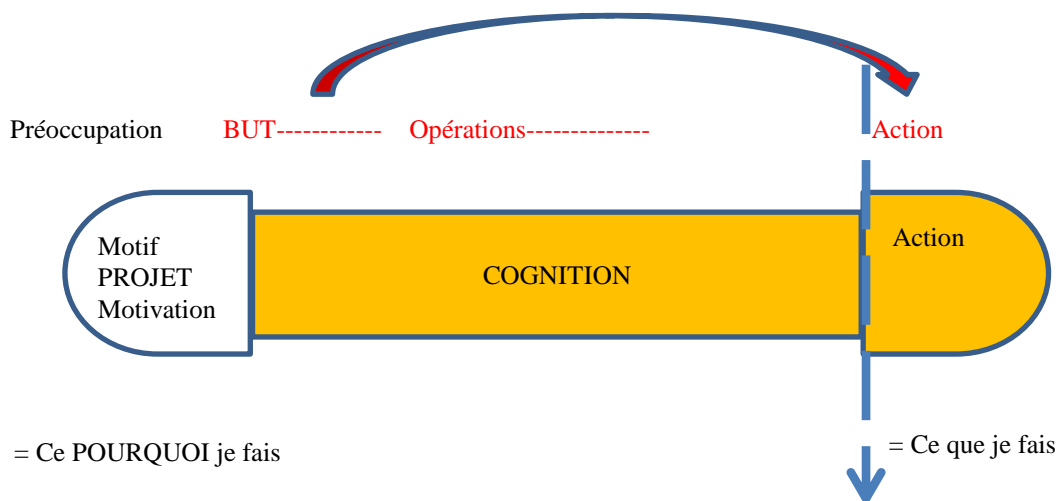 Préoccupation BUT------------ Opérations-------------- Action
Motif
PROJET
Motivation
COGNITION
Action
= Ce POURQUOI je fais
= Ce que je fais